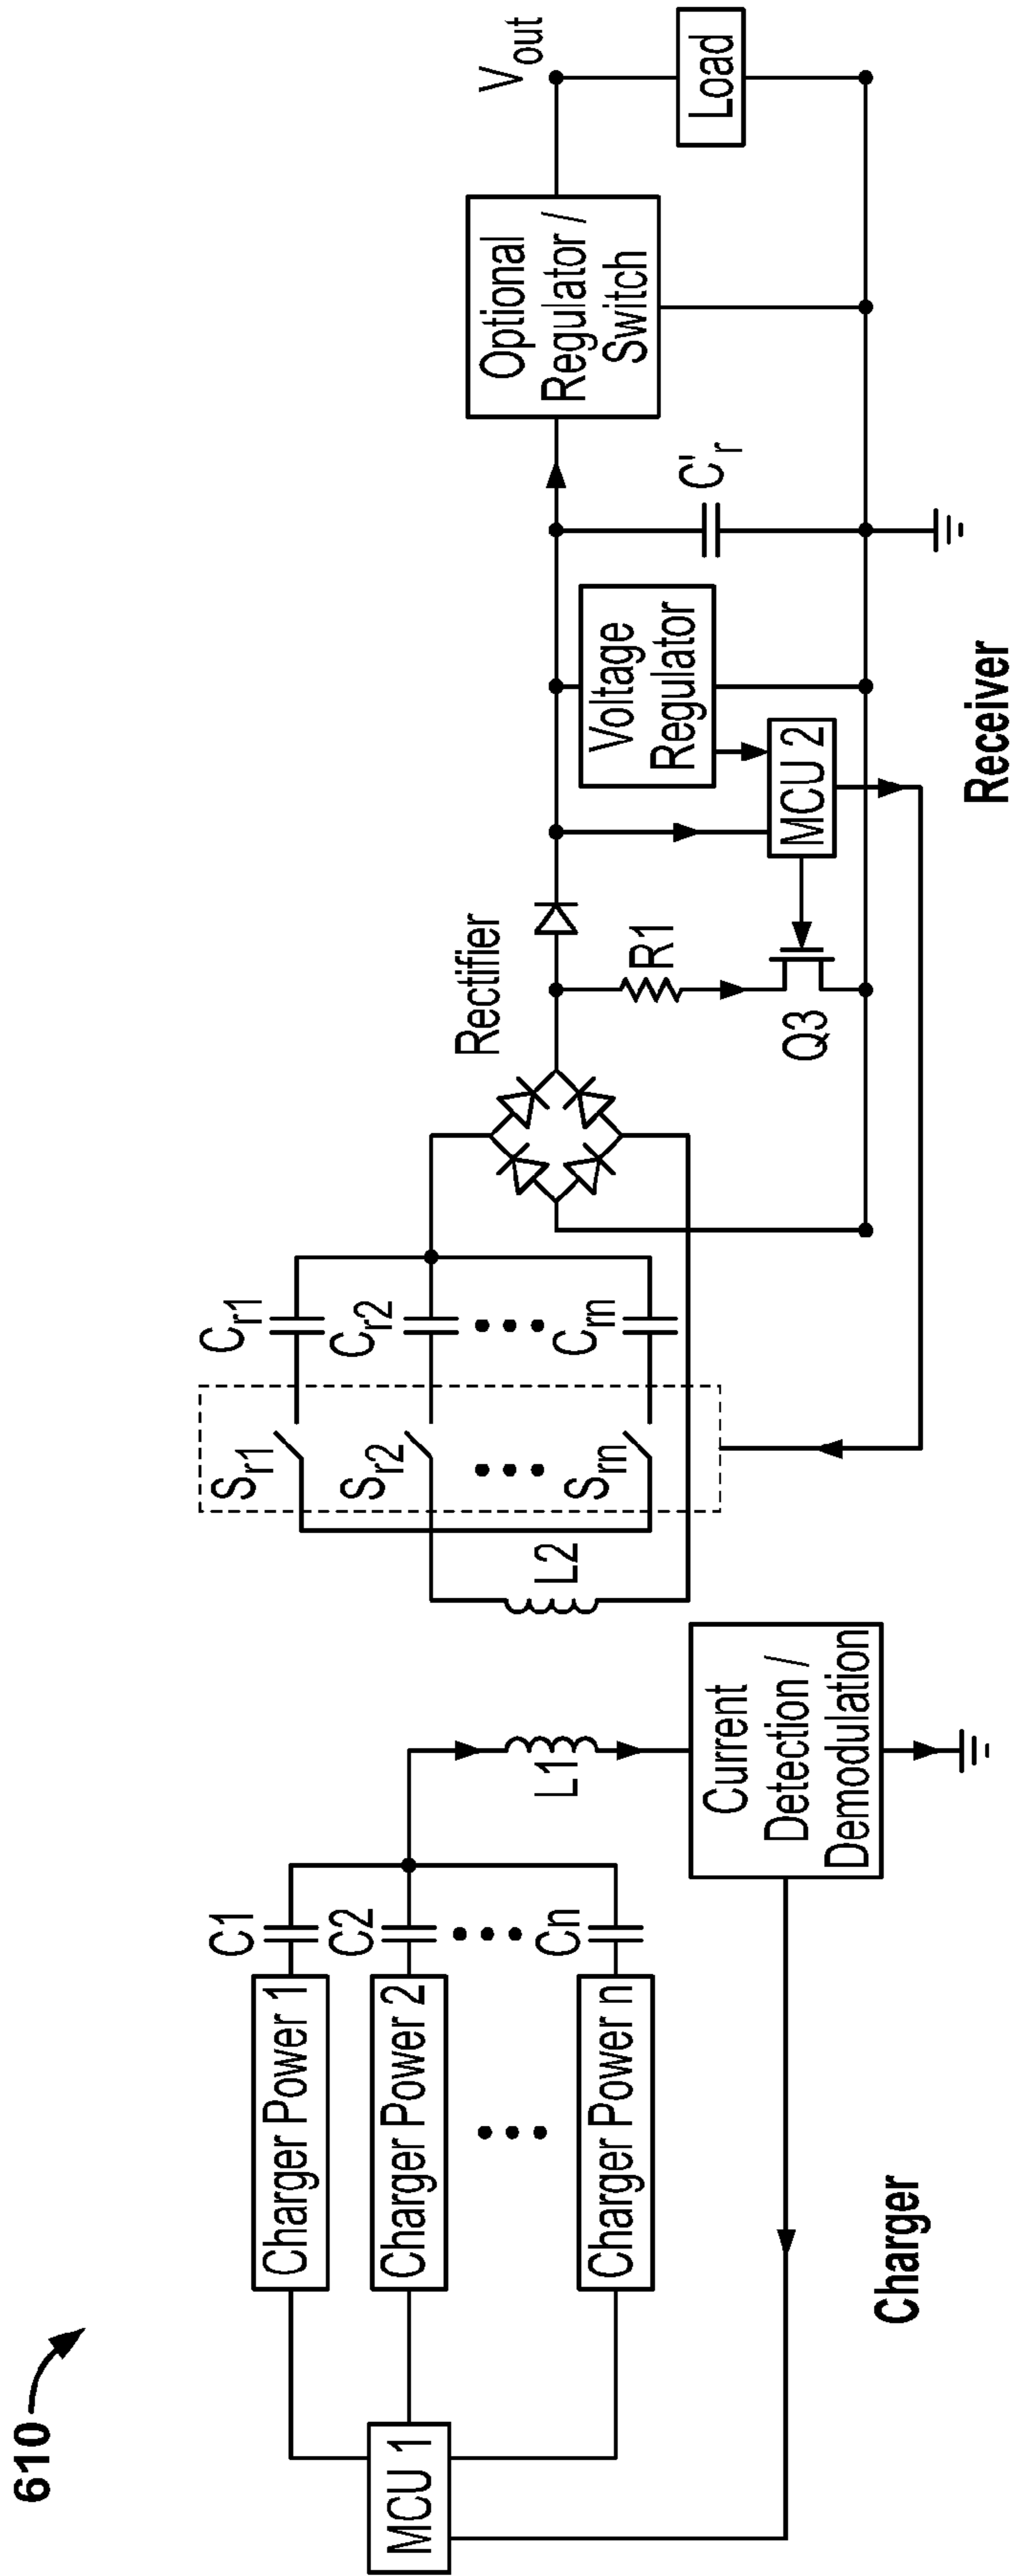 610
MCU 1
Charger Power 1
Charger Power 2
Charger Power n
C1
C2
Cn
L1
Current
Detection /
Demodulation
Charger
L2
Sr1
Sr2
Srn
Cr1
Cr2
Crn
Rectifier
R1
Q3
MCU 2
Voltage
Regulator
C'r
Optional
Regulator /
Switch
Vout
Load
Receiver